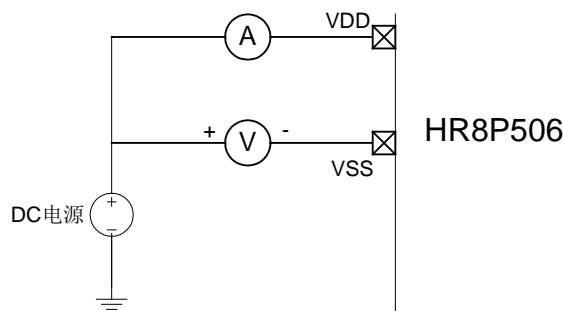 VDD
A
HR8P506
+ V -
VSS
DC电源
+
−